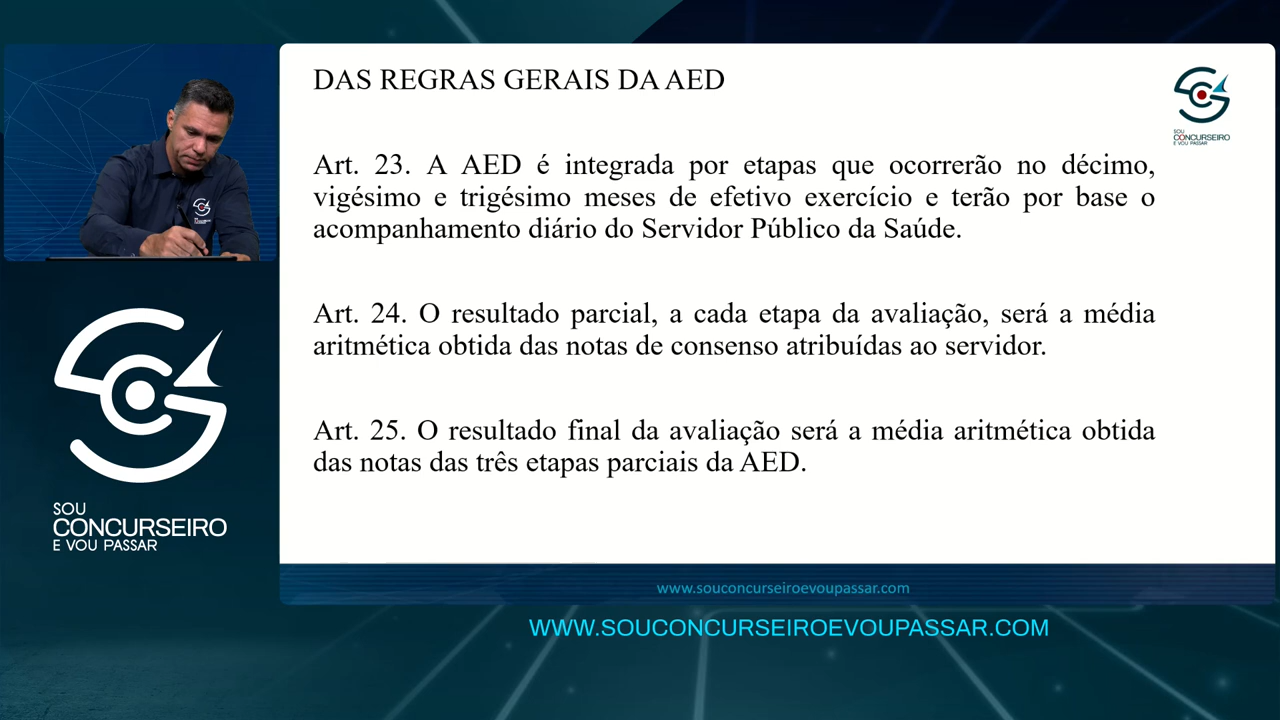 DAS REGRAS GERAIS DA AED
SOU
CONCURSEIRO
E VOU PASSAR
Art. 23. A AED é integrada por etapas que ocorrerão no décimo,
vigésimo e trigésimo meses de efetivo exercício e terão por base o
acompanhamento diário do Servidor Público da Saúde.
Art. 24. O resultado parcial, a cada etapa da avaliação, será a média
aritmética obtida das notas de consenso atribuídas ao servidor.
Art. 25. O resultado final da avaliação será a média aritmética obtida
das notas das três etapas parciais da AED.
SOU
CONCURSEIRO
E VOU PASSAR
www.souconcurseiroevoupassar.com
WWW.SOUCONCURSEIROEVOUPASSAR.COM